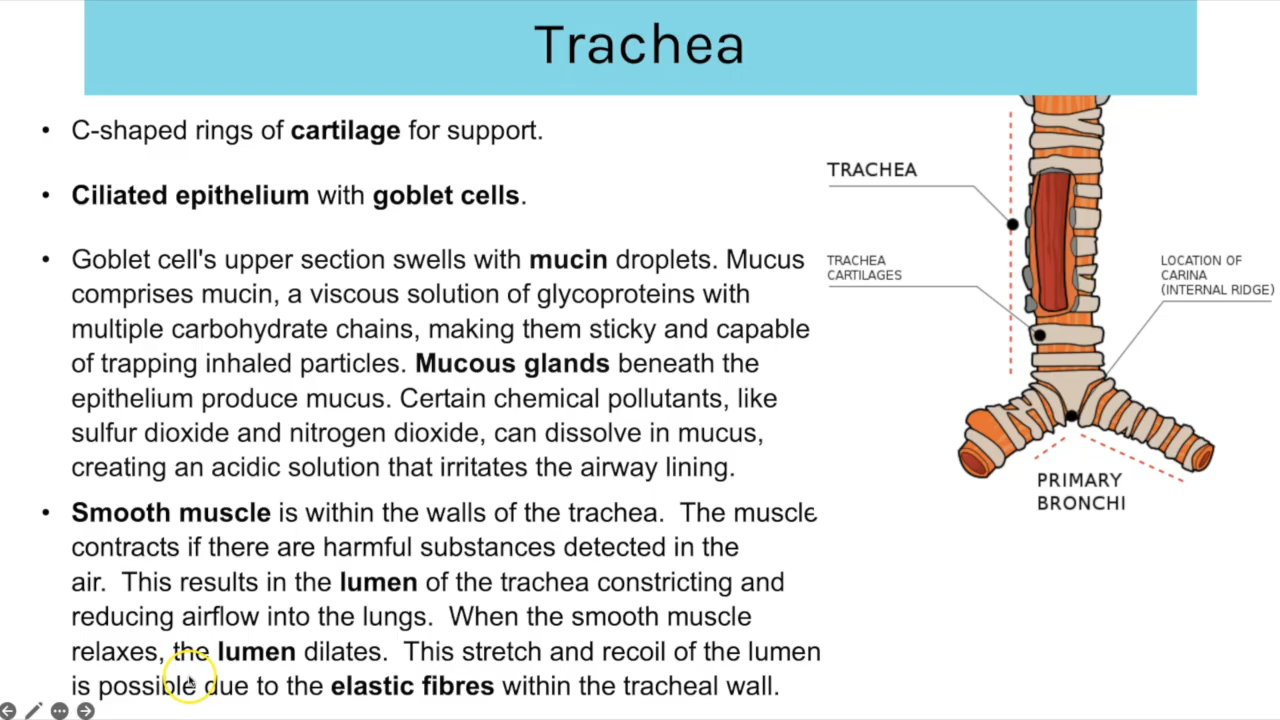 Trachea
• C-shaped rings of cartilage for support.
• Ciliated epithelium with goblet cells.
• Goblet cell's upper section swells with mucin droplets. Mucus
comprises mucin, a viscous solution of glycoproteins with
multiple carbohydrate chains, making them sticky and capable
of trapping inhaled particles. Mucous glands beneath the
epithelium produce mucus. Certain chemical pollutants, like
sulfur dioxide and nitrogen dioxide, can dissolve in mucus,
creating an acidic solution that irritates the airway lining.
• Smooth muscle is within the walls of the trachea. The muscle
contracts if there are harmful substances detected in the
air. This results in the lumen of the trachea constricting and
reducing airflow into the lungs. When the smooth muscle
relaxes, the lumen dilates. This stretch and recoil of the lumen
is possible due to the elastic fibres within the tracheal wall.
TRACHEA
TRACHEA
CARTILAGES
LOCATION OF
CARINA
(INTERNAL RIDGE)
PRIMARY
BRONCHI